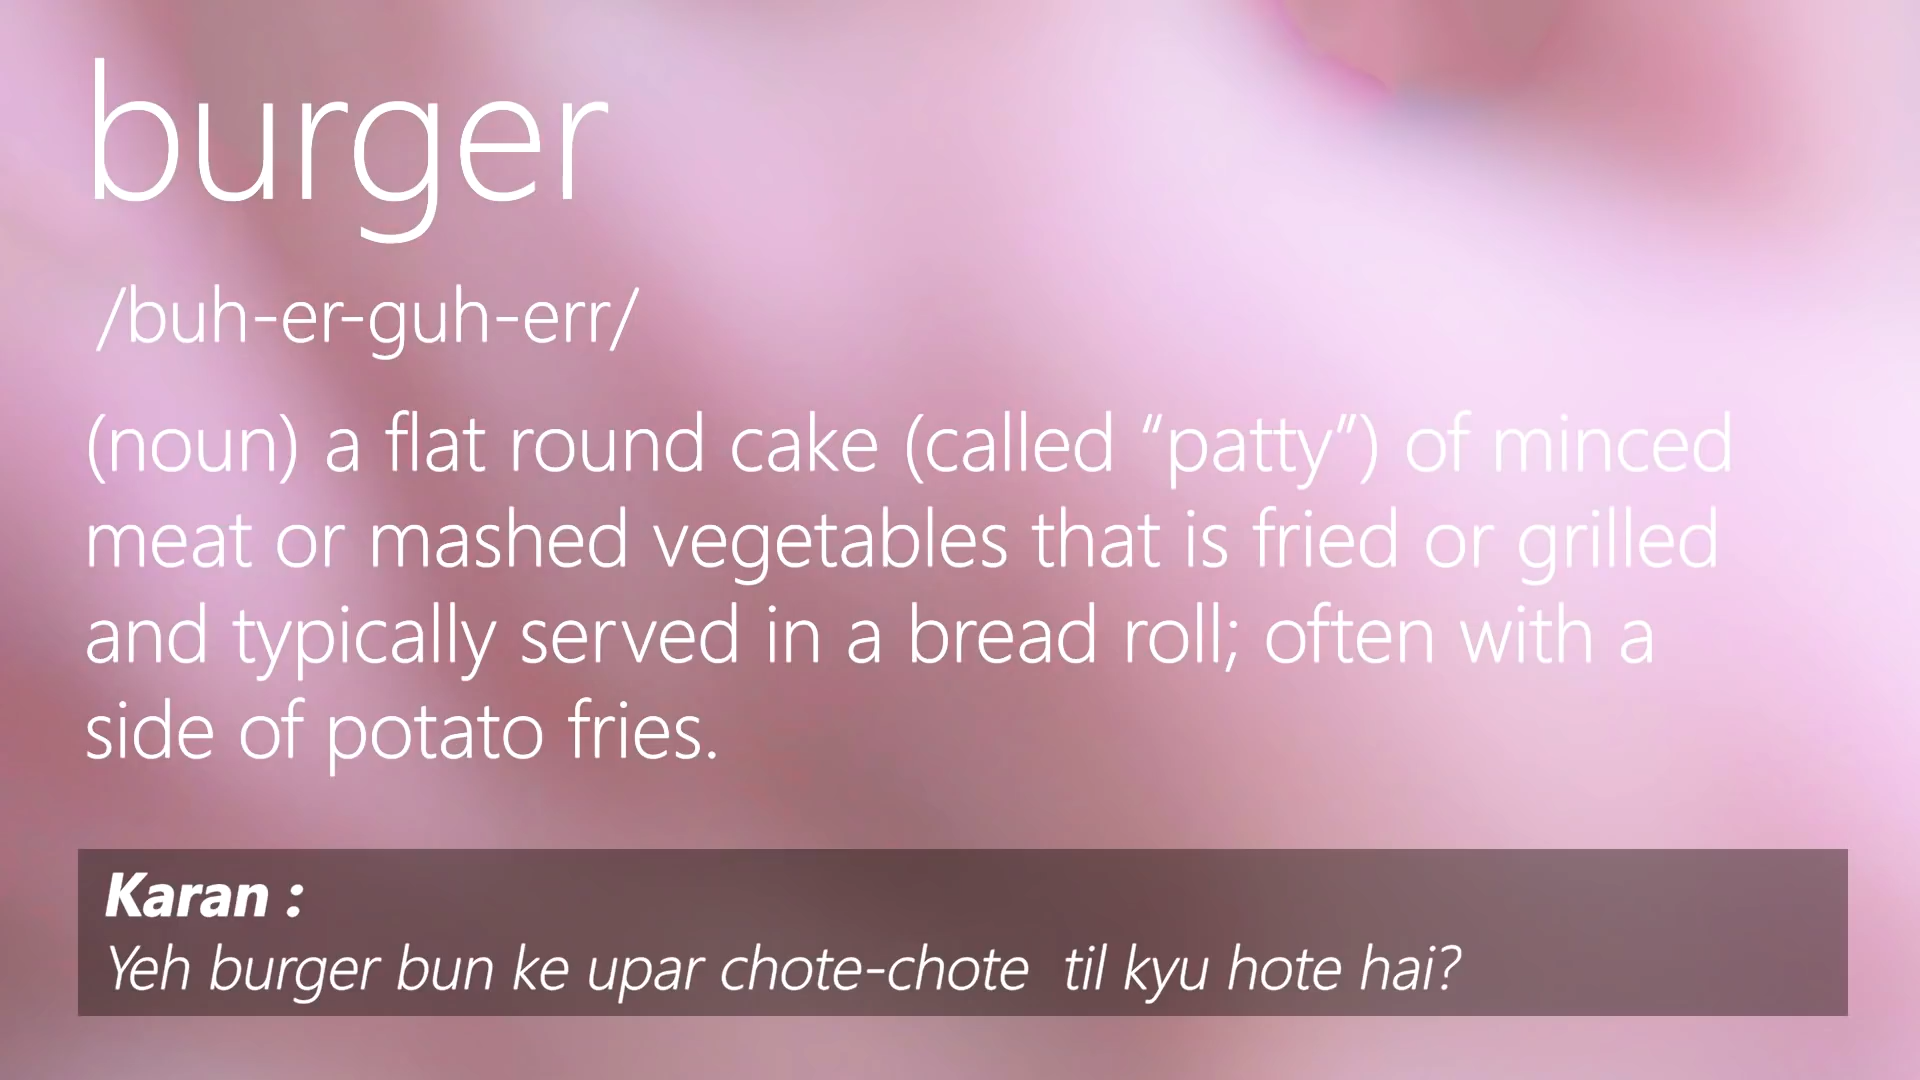 burger
/buh-er-guh-err/
(noun) a flat round cake (called “patty”) of minced
meat or mashed vegetables that is fried or grilled
and typically served in a bread roll; often with a
side of potato fries.
Karan :
Yeh burger bun ke upar chote-chote  til kyu hote hai?